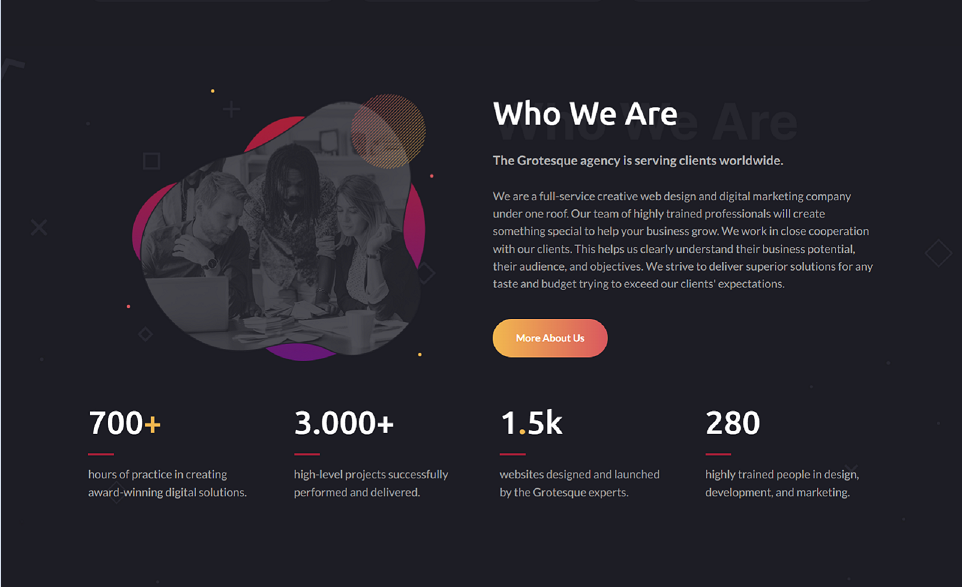 Who We Are
Who We Are
The Grotesque agency is serving clients worldwide.
We are a full-service creative web design and digital marketing company
under one roof. Our team of highly trained professionals will create
something special to help your business grow. We work in close cooperation
with our clients. This helps us clearly understand their business potential,
their audience, and objectives. We strive to deliver superior solutions for any
taste and budget trying to exceed our clients' expectations.
More About Us
700+
hours of practice in creating
award-winning digital solutions.
3.000+
high-level projects successfully
performed and delivered.
1.5k
websites designed and launched
by the Grotesque experts.
280
highly trained people in design,
development, and marketing.